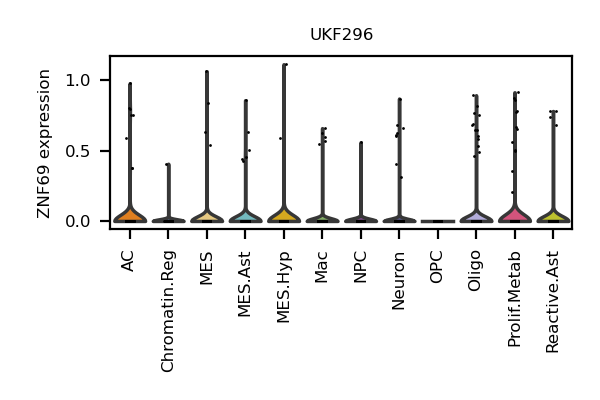 UKF296
ZNF69 expression
1.0
0.5
0.0
AC
Chromatin.Reg
MES
MES.Ast
MES.Hyp
Mac
NPC
Neuron
OPC
Oligo
Prolif.Metab
Reactive.Ast